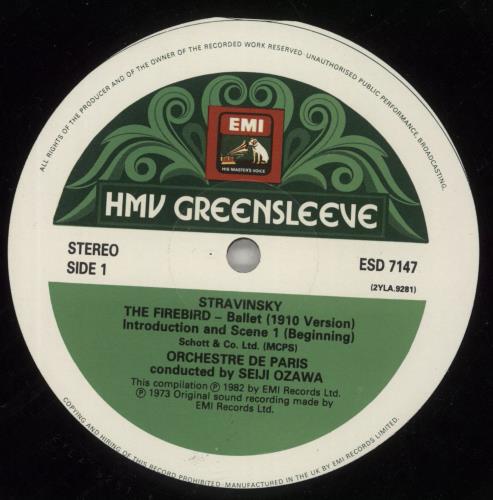 ALL RIGHTS OF THE PRODUCER AND OF THE OWNER OF THE RECORDED WORK RESERVED · UNAUTHORISED PUBLIC PERFORMANCE, BROADCASTING,
EMI
HIS MASTER'S VOICE
HMV GREENSLEEVE
STEREO
SIDE 1
ESD 7147
(2YLA.9281)
STRAVINSKY
THE FIREBIRD – Ballet (1910 Version)
Introduction and Scene 1 (Beginning)
Schott & Co. Ltd. (MCPS)
ORCHESTRE DE PARIS
conducted by SEIJI OZAWA
This compilation ℗ 1982 by EMI Records Ltd.
℗ 1973 Original sound recording made by
EMI Records Ltd.
COPYING AND HIRING OF THIS RECORD PROHIBITED · MANUFACTURED IN THE UK BY EMI RECORDS LIMITED.